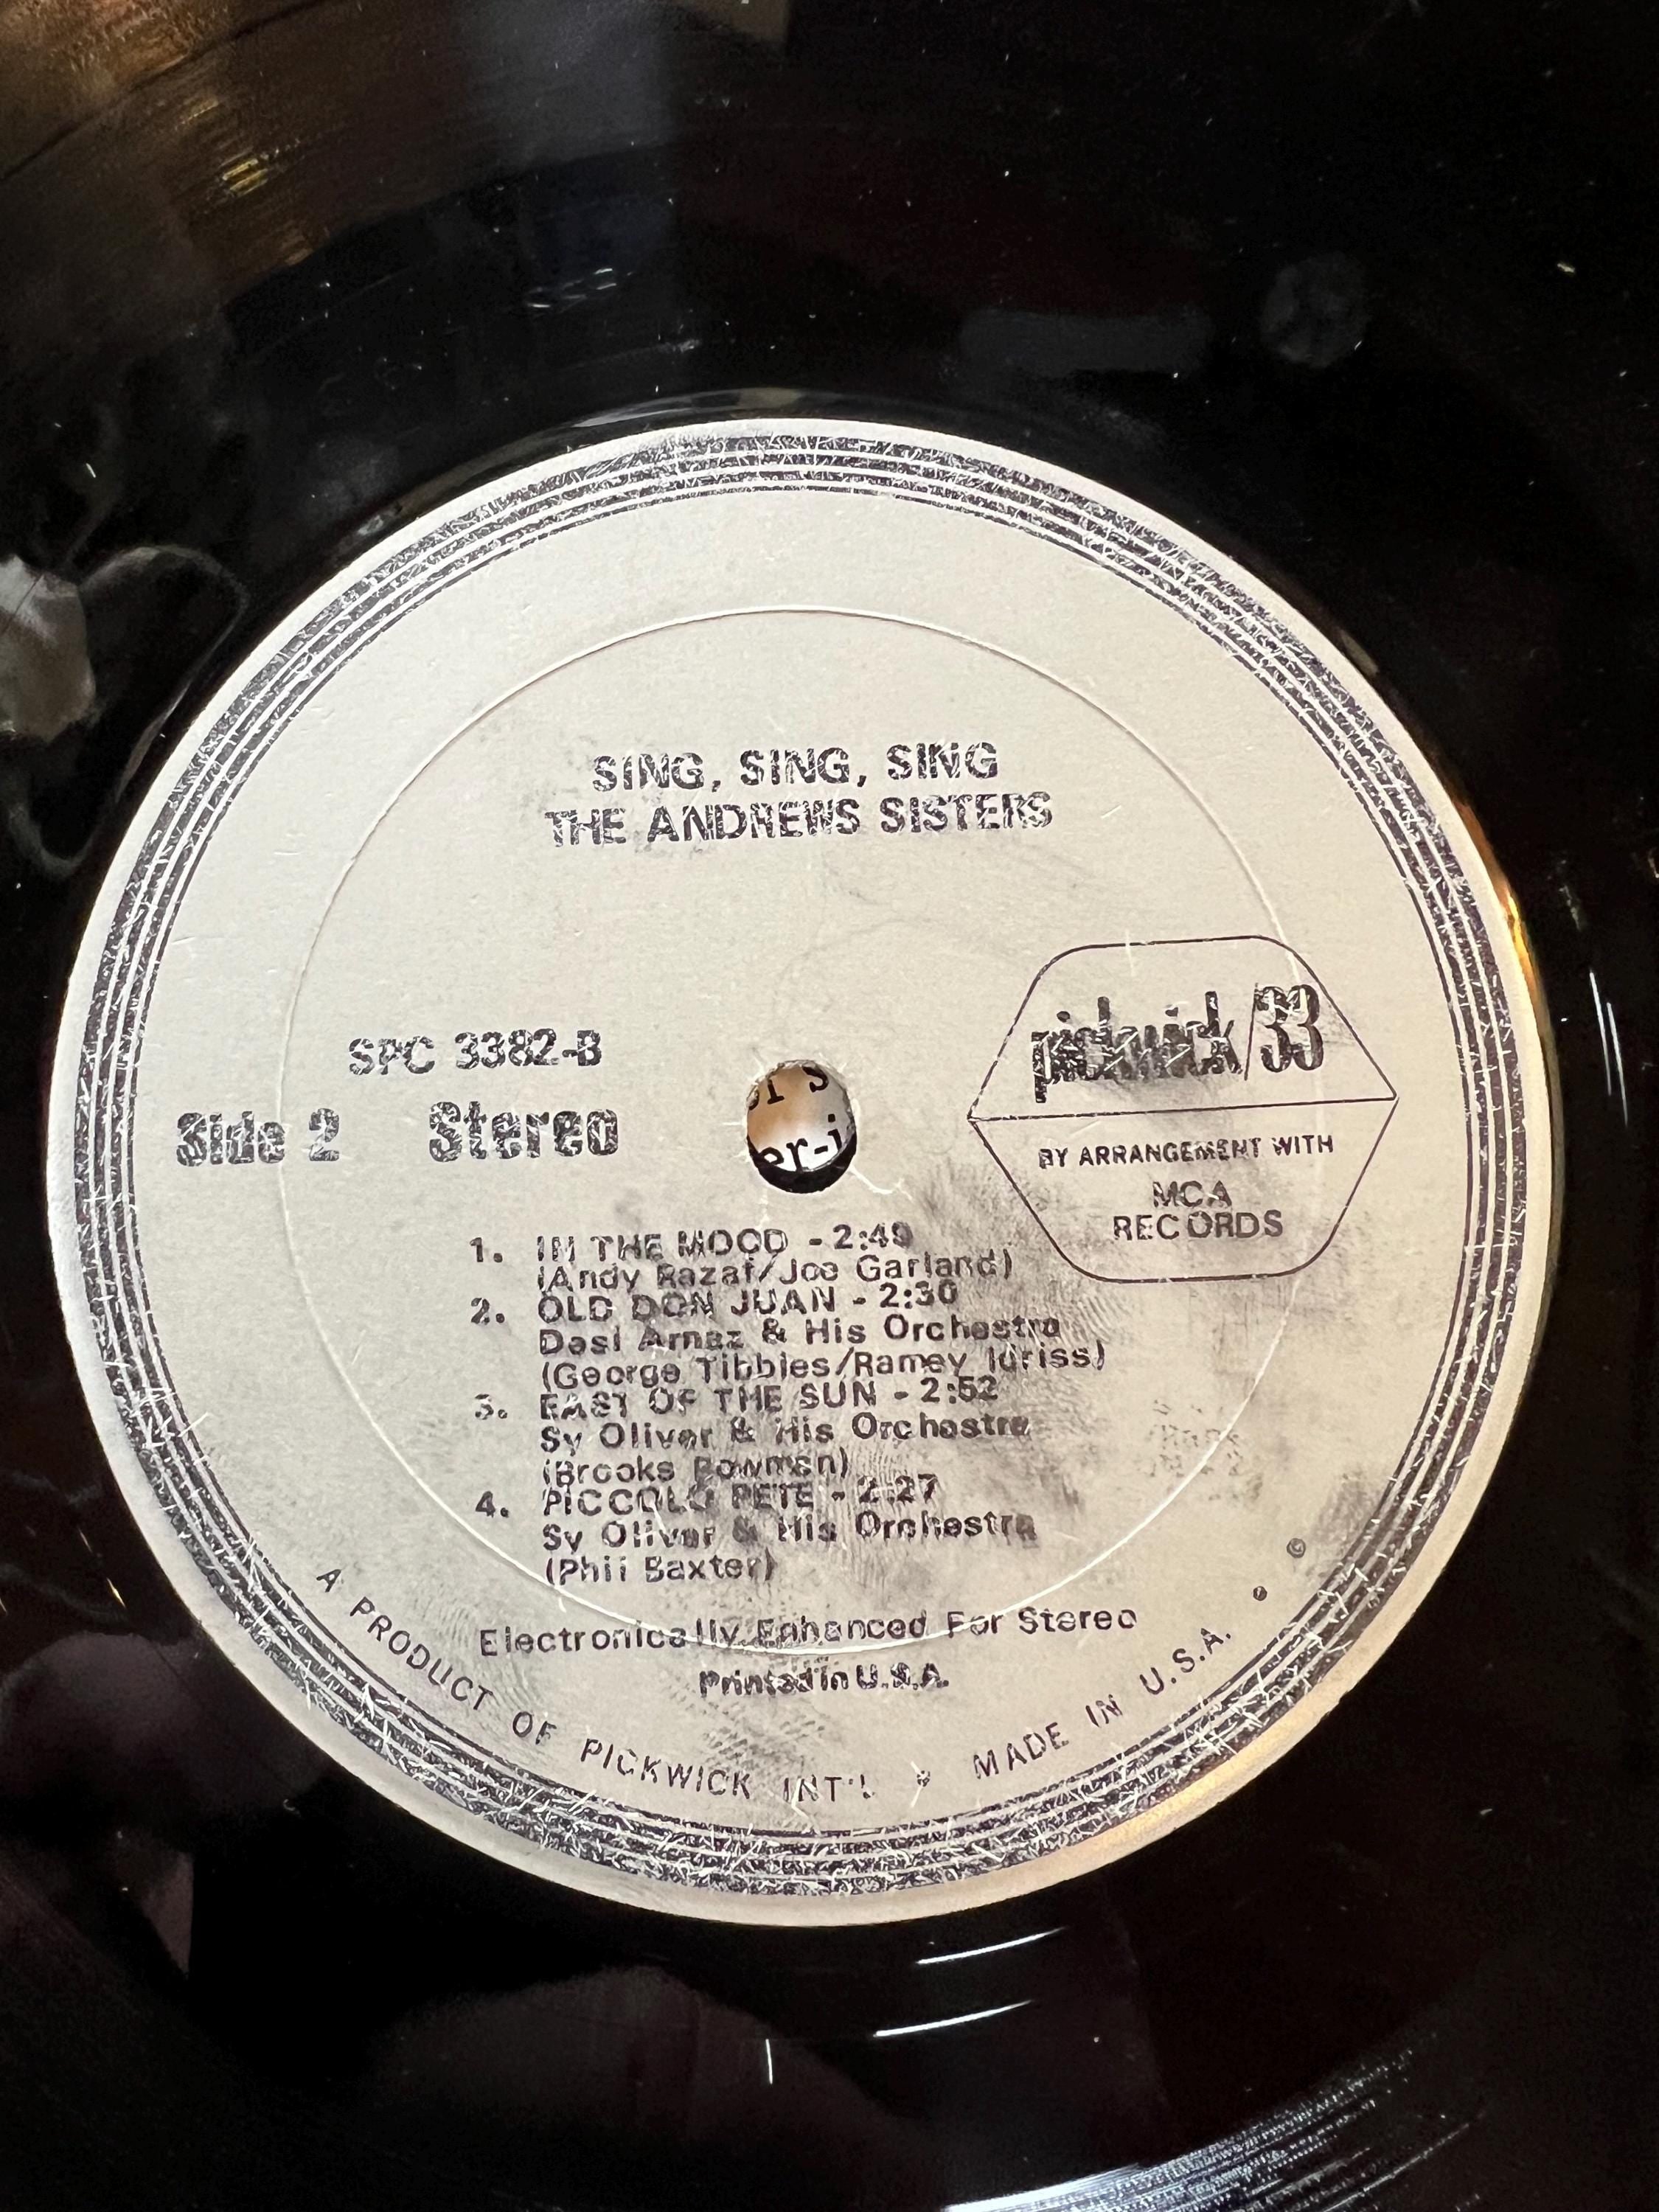 SING, SING, SING
THE ANDREWS SISTERS
pickwick/33
BY ARRANGEMENT WITH
MCA
RECORDS
SPC 3382-B
Side 2 Stereo
1. IN THE MOOD - 2:49
(Andy Razaf/Joe Garland)
2. OLD DON JUAN - 2:30
Desi Arnaz & His Orchestra
(George Tibbles/Ramey Idriss)
3. EAST OF THE SUN - 2:52
Sy Oliver & His Orchestra
(Brooks Bowman)
4. PICCOLO PETE - 2:27
Sy Oliver & His Orchestra
(Phil Baxter)
Electronically Enhanced For Stereo
Printed in U.S.A.
A PRODUCT OF PICKWICK INT'L • MADE IN U.S.A. • ©